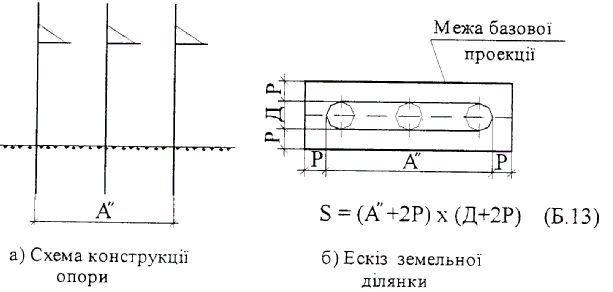 Межа базової
проекції
Р
Д
Р
Р
А″
Р
А″
S = (А″+2Р) х (Д+2Р) (Б.13)
а) Схема конструкції
опори
б) Ескіз земельної
ділянки